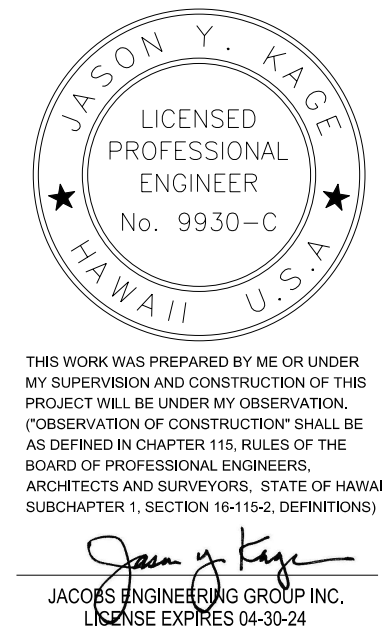 JASON Y. KAGE
LICENSED
PROFESSIONAL
ENGINEER
No. 9930-C
HAWAII U.S.A
THIS WORK WAS PREPARED BY ME OR UNDER
MY SUPERVISION AND CONSTRUCTION OF THIS
PROJECT WILL BE UNDER MY OBSERVATION.
("OBSERVATION OF CONSTRUCTION" SHALL BE
AS DEFINED IN CHAPTER 115, RULES OF THE
BOARD OF PROFESSIONAL ENGINEERS,
ARCHITECTS AND SURVEYORS, STATE OF HAWAI
SUBCHAPTER 1, SECTION 16-115-2, DEFINITIONS)
Jason Y. Kage
JACOBS ENGINEERING GROUP INC.
LICENSE EXPIRES 04-30-24